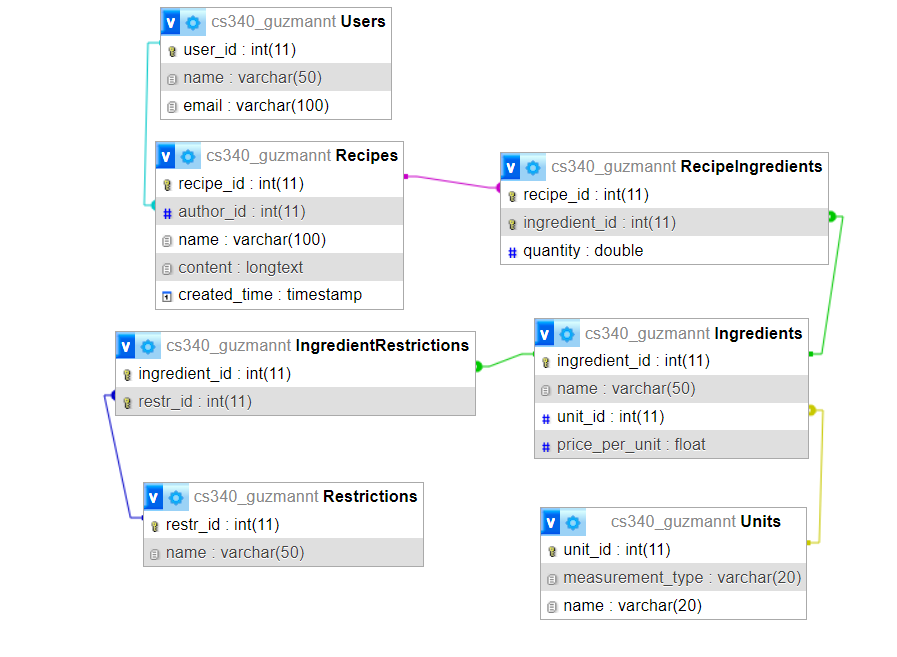 v cs340_guzmannt Users
user_id : int(11)
name : varchar(50)
email : varchar(100)
v cs340_guzmannt Recipes
recipe_id : int(11)
# author_id : int(11)
name : varchar(100)
content : longtext
created_time : timestamp
v cs340_guzmannt RecipeIngredients
recipe_id : int(11)
ingredient_id : int(11)
# quantity : double
v cs340_guzmannt IngredientRestrictions
ingredient_id : int(11)
restr_id : int(11)
v cs340_guzmannt Ingredients
ingredient_id : int(11)
name : varchar(50)
# unit_id : int(11)
# price_per_unit : float
v cs340_guzmannt Restrictions
restr_id : int(11)
name : varchar(50)
v cs340_guzmannt Units
unit_id : int(11)
measurement_type : varchar(20)
name : varchar(20)